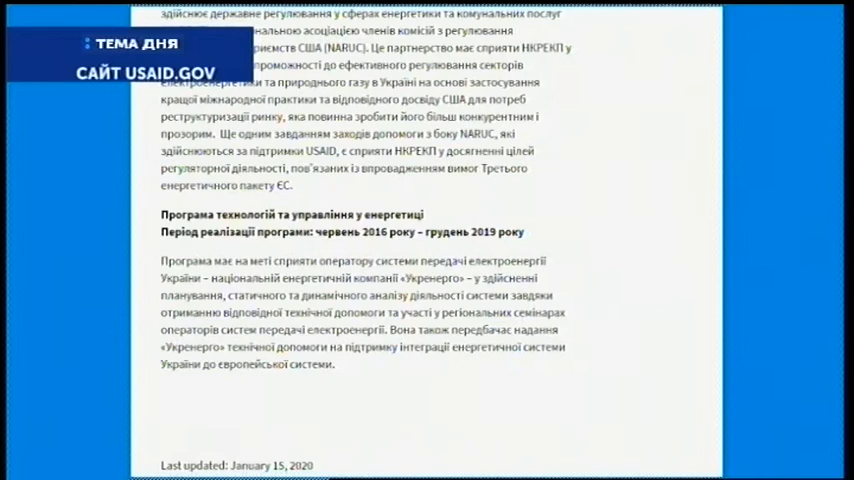 здійснює державне регулювання у сферах енергетики та комунальних послуг
ТЕМА ДНЯ
САЙТ USAID.GOV
ональною асоціацією членів комісій з регулювання
риємств США (NARUC). Це партнерство має сприяти НКРЕКП у
проможності до ефективного регулювання секторів
електроенергетики та природнього газу в Україні на основі застосування
кращої міжнародної практики та відповідного досвіду США для потреб
реструктуризації ринку, яка повинна зробити його більш конкурентним і
прозорим. Ще одним завданням заходів допомоги з боку NARUC, які
здійснюються за підтримки USAID, є сприяти НКРЕКП у досягненні цілей
регуляторної діяльності, пов'язаних із впровадженням вимог Третього
енергетичного пакету ЄС.
Програма технологій та управління у енергетиці
Період реалізації програми: червень 2016 року – грудень 2019 року
Програма має на меті сприяти оператору системи передачі електроенергії
України – національній енергетичній компанії «Укренерго» – у здійсненні
планування, статичного та динамічного аналізу діяльності системи завдяки
отриманню відповідної технічної допомоги та участі у регіональних семінарах
операторів систем передачі електроенергії. Вона також передбачає надання
«Укренерго» технічної допомоги на підтримку інтеграції енергетичної системи
України до європейської системи.
Last updated: January 15, 2020